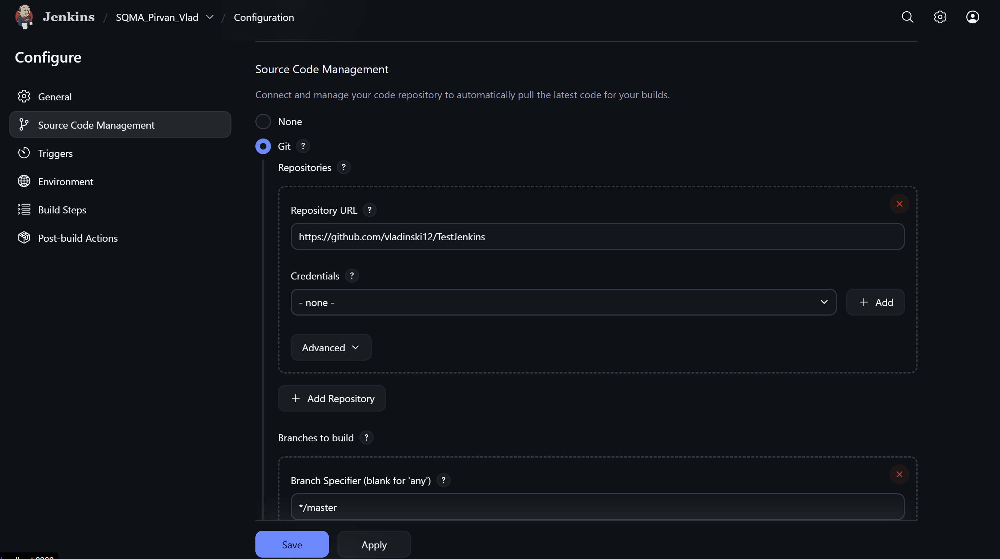 Jenkins / SQMA_Pirvan_Vlad / Configuration
Configure
General
Source Code Management
Triggers
Environment
Build Steps
Post-build Actions
Source Code Management
Connect and manage your code repository to automatically pull the latest code for your builds.
None
Git ?
Repositories ?
Repository URL ?
https://github.com/vladinski12/TestJenkins
Credentials ?
- none -
Add
Advanced
Add Repository
Branches to build ?
Branch Specifier (blank for 'any') ?
*/master
Save
Apply